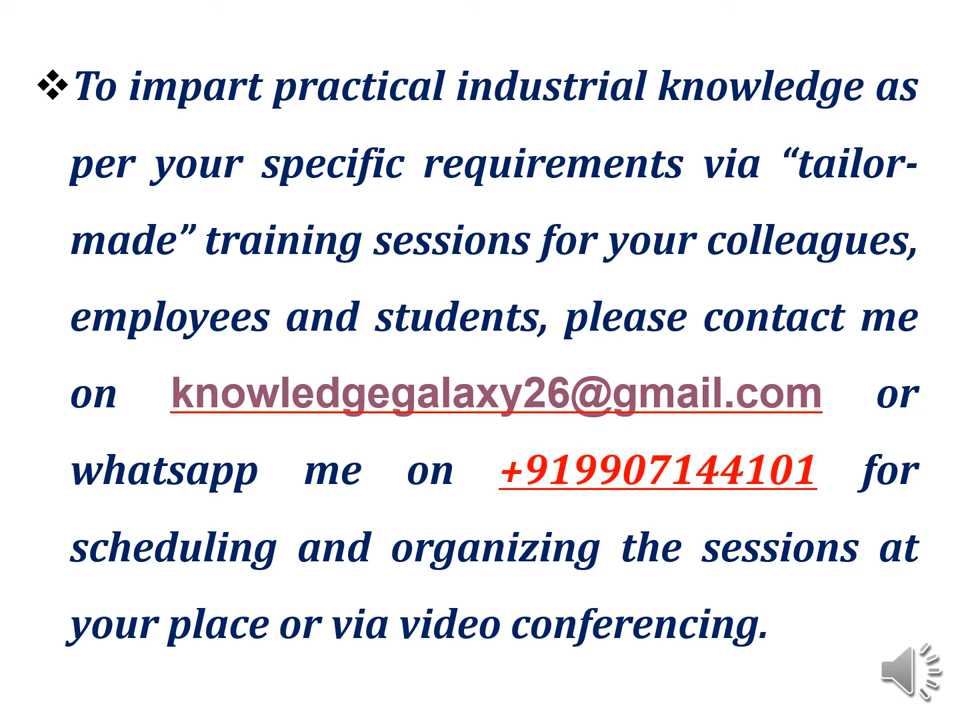 ❖To impart practical industrial knowledge as
per your specific requirements via “tailor-
made” training sessions for your colleagues,
employees and students, please contact me
on knowledgegalaxy26@gmail.com or
whatsapp me on +919907144101 for
scheduling and organizing the sessions at
your place or via video conferencing.